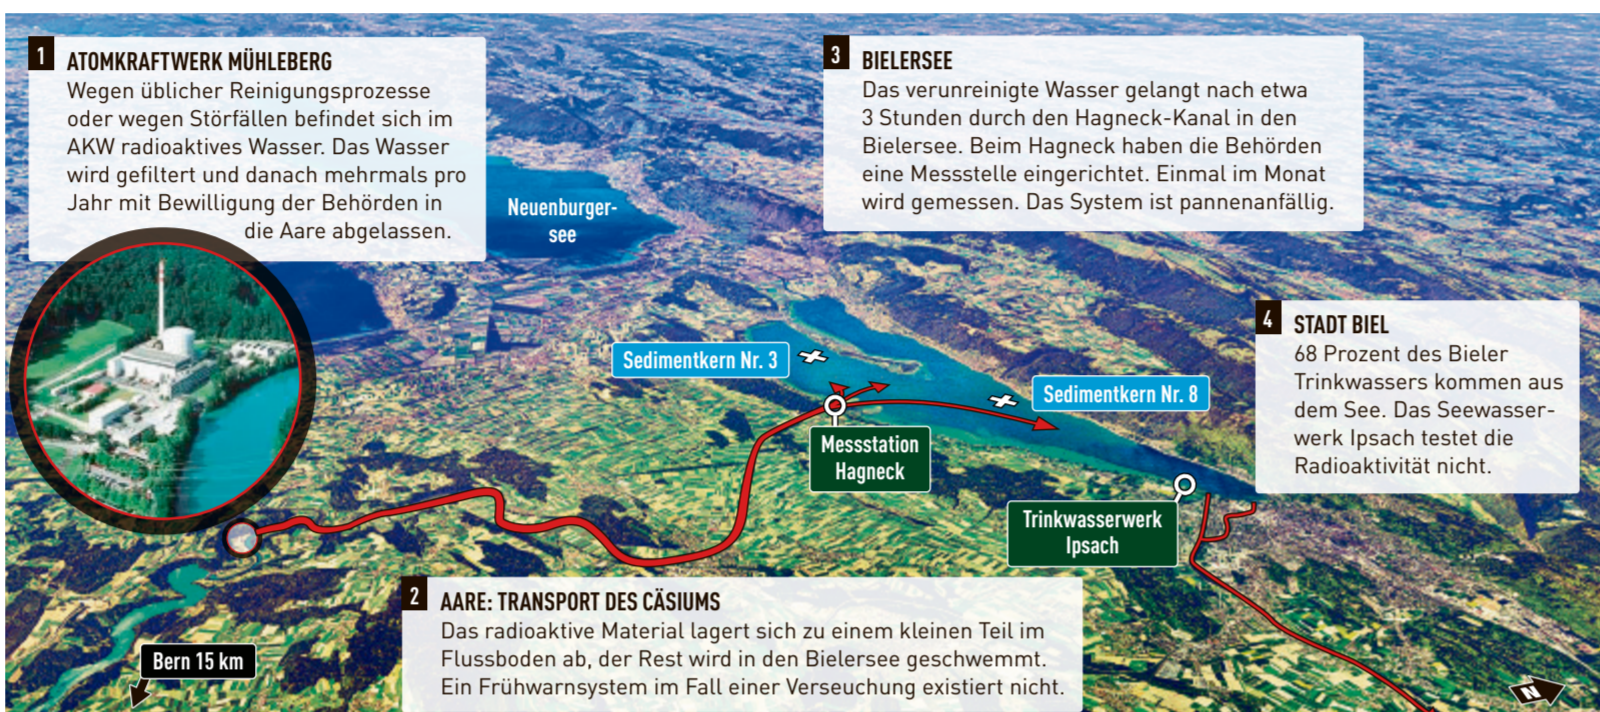 1 ATOMKRAFTWERK MÜHLEBERG
Wegen üblicher Reinigungsprozesse
oder wegen Störfällen befindet sich im
AKW radioaktives Wasser. Das Wasser
wird gefiltert und danach mehrmals pro
Jahr mit Bewilligung der Behörden in
die Aare abgelassen.
Neuenburger-
see
3 BIELERSEE
Das verunreinigte Wasser gelangt nach etwa
3 Stunden durch den Hagneck-Kanal in den
Bielersee. Beim Hagneck haben die Behörden
eine Messstelle eingerichtet. Einmal im Monat
wird gemessen. Das System ist pannenanfällig.
4 STADT BIEL
68 Prozent des Bieler
Trinkwassers kommen aus
dem See. Das Seewasser-
werk Ipsach testet die
Radioaktivität nicht.
Sedimentkern Nr. 3
Sedimentkern Nr. 8
Messstation
Hagneck
Trinkwasserwerk
Ipsach
2 AARE: TRANSPORT DES CÄSIUMS
Das radioaktive Material lagert sich zu einem kleinen Teil im
Flussboden ab, der Rest wird in den Bielersee geschwemmt.
Ein Frühwarnsystem im Fall einer Verseuchung existiert nicht.
Bern 15 km
N